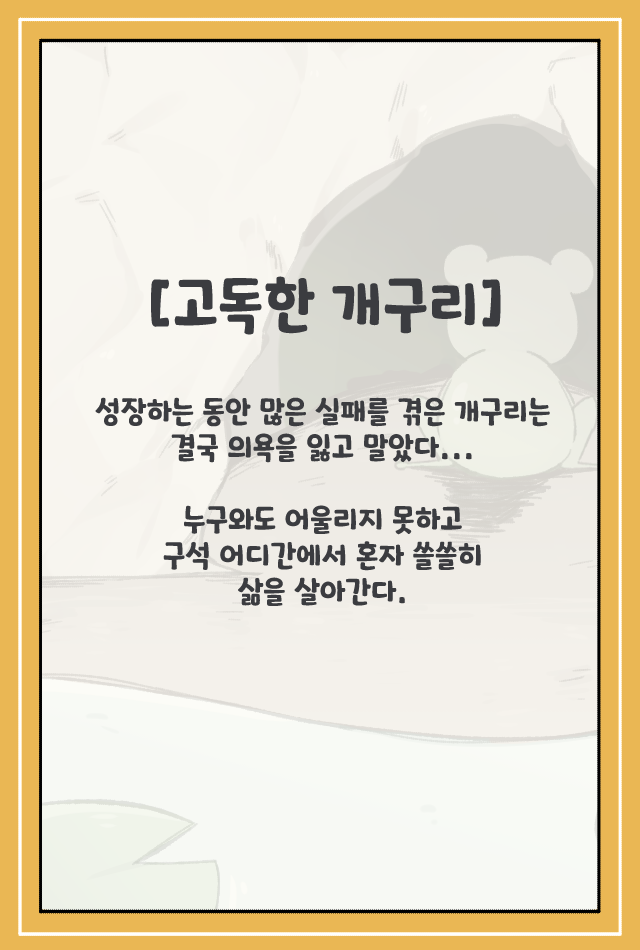 [고독한 개구리]
성장하는 동안 많은 실패를 겪은 개구리는
결국 의욕을 잃고 말았다...
누구와도 어울리지 못하고
구석 어디간에서 혼자 쓸쓸히
삶을 살아간다.